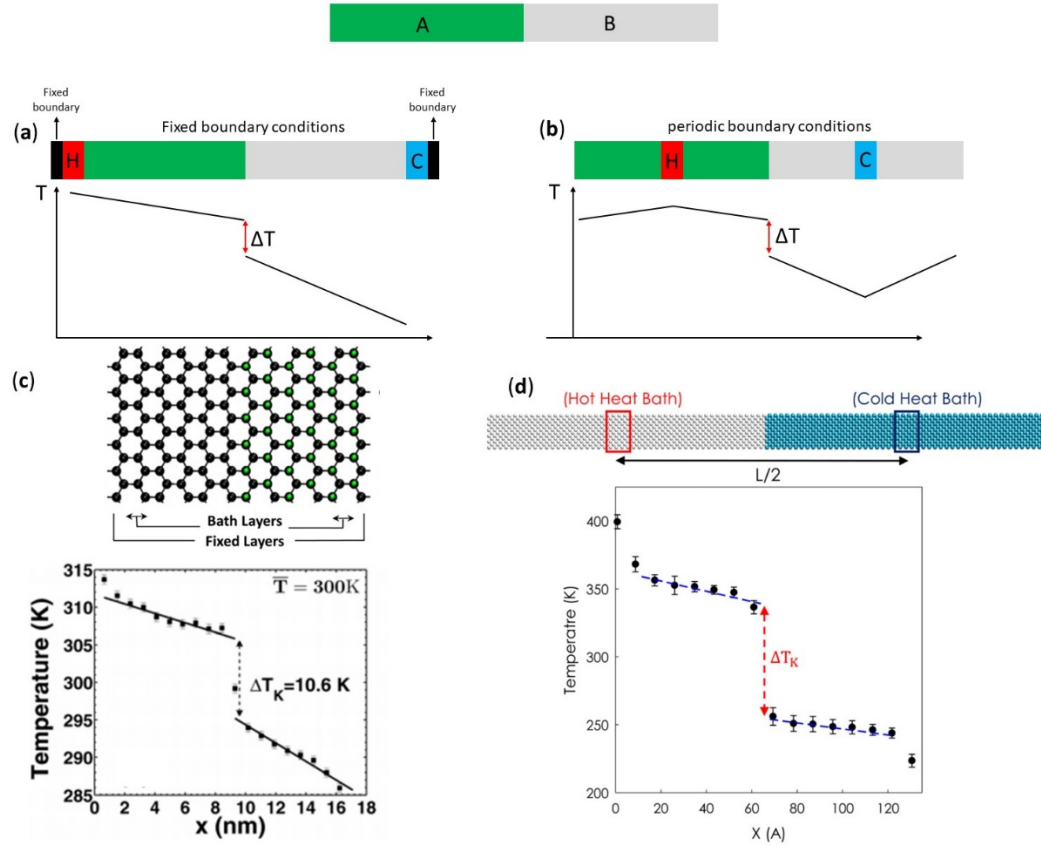 A B
Fixed boundary
Fixed boundary
(a)
Fixed boundary conditions
H C
T
ΔT
(b)
periodic boundary conditions
H C
T
ΔT
(c)
Bath Layers
Fixed Layers
315
310
305
300
295
290
285
Temperature (K)
T̅ = 300K
ΔT_K=10.6 K
0 2 4 6 8 10 12 14 16 18
x (nm)
(d)
(Hot Heat Bath) (Cold Heat Bath)
L/2
400
350
300
250
200
Temperatre (K)
ΔT_K
0 20 40 60 80 100 120
X (A)